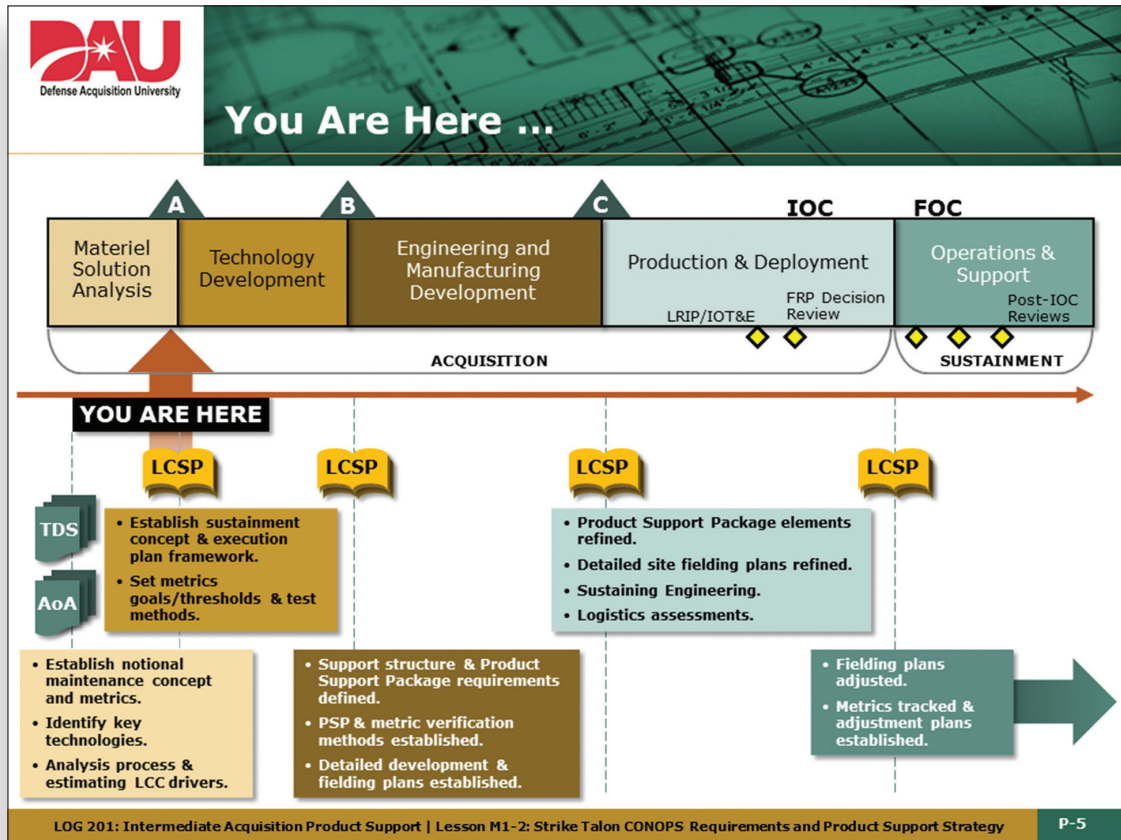 DAU
Defense Acquisition University
You Are Here ...
A
B
C
IOC
FOC
Materiel
Solution
Analysis
Technology
Development
Engineering and
Manufacturing
Development
Production & Deployment
LRIP/IOT&E
FRP Decision
Review
Operations &
Support
Post-IOC
Reviews
ACQUISITION
SUSTAINMENT
YOU ARE HERE
LCSP
LCSP
LCSP
LCSP
TDS
AoA
• Establish sustainment
concept & execution
plan framework.
• Set metrics
goals/thresholds & test
methods.
• Product Support Package elements
refined.
• Detailed site fielding plans refined.
• Sustaining Engineering.
• Logistics assessments.
• Establish notional
maintenance concept
and metrics.
• Identify key
technologies.
• Analysis process &
estimating LCC drivers.
• Support structure & Product
Support Package requirements
defined.
• PSP & metric verification
methods established.
• Detailed development &
fielding plans established.
• Fielding plans
adjusted.
• Metrics tracked &
adjustment plans
established.
LOG 201: Intermediate Acquisition Product Support | Lesson M1-2: Strike Talon CONOPS Requirements and Product Support Strategy
P-5